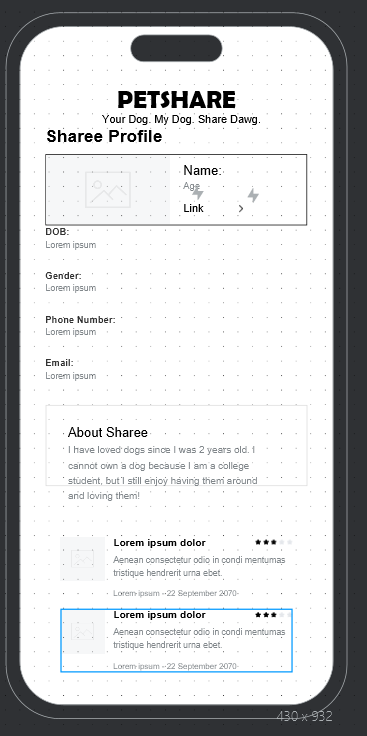 PETSHARE
Your Dog. My Dog. Share Dawg.
Sharee Profile
Name:
Age
Link
DOB:
Lorem ipsum
Gender:
Lorem ipsum
Phone Number:
Lorem ipsum
Email:
Lorem ipsum
About Sharee
I have loved dogs since I was 2 years old. I
cannot own a dog because I am a college
student, but I still enjoy having them around
and loving them!
Lorem ipsum dolor
Aenean consectetur odio in condi mentumas
tristique hendrerit urna ebet.
Lorem ipsum - 22 September 2070
Lorem ipsum dolor
Aenean consectetur odio in condi mentumas
tristique hendrerit urna ebet.
Lorem ipsum - 22 September 2070
430 x 932